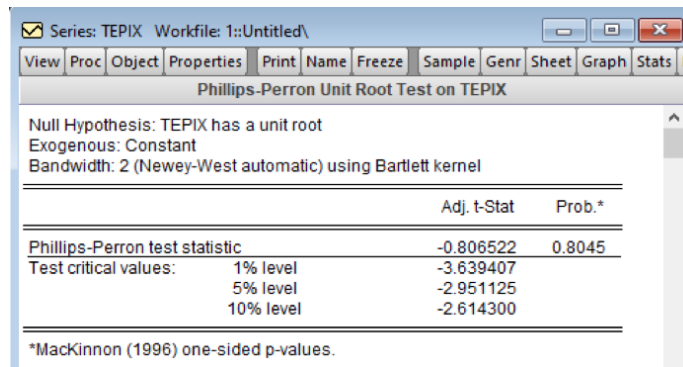 Series: TEPIX Workfile: 1::Untitled\
View Proc Object Properties Print Name Freeze Sample Genr Sheet Graph Stats
Phillips-Perron Unit Root Test on TEPIX
Null Hypothesis: TEPIX has a unit root
Exogenous: Constant
Bandwidth: 2 (Newey-West automatic) using Bartlett kernel
Adj. t-Stat Prob.*
Phillips-Perron test statistic -0.806522 0.8045
Test critical values: 1% level -3.639407
5% level -2.951125
10% level -2.614300
*MacKinnon (1996) one-sided p-values.